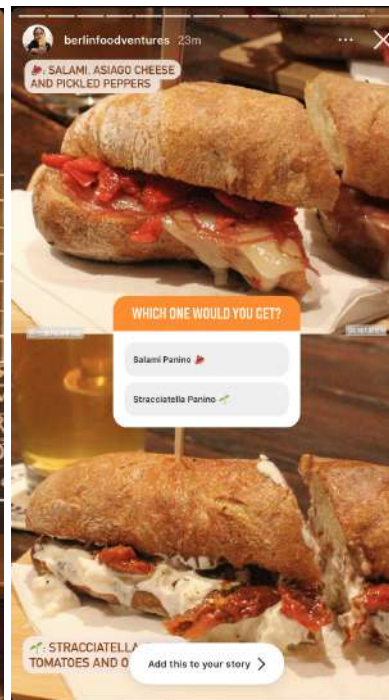 berlinfoodventures 23m
🌶: SALAMI, ASIAGO CHEESE
AND PICKLED PEPPERS
WHICH ONE WOULD YOU GET?
Salami Panino 🌶
Stracciatella Panino 🌱
🌱: STRACCIATELLA
TOMATOES AND O
Add this to your story